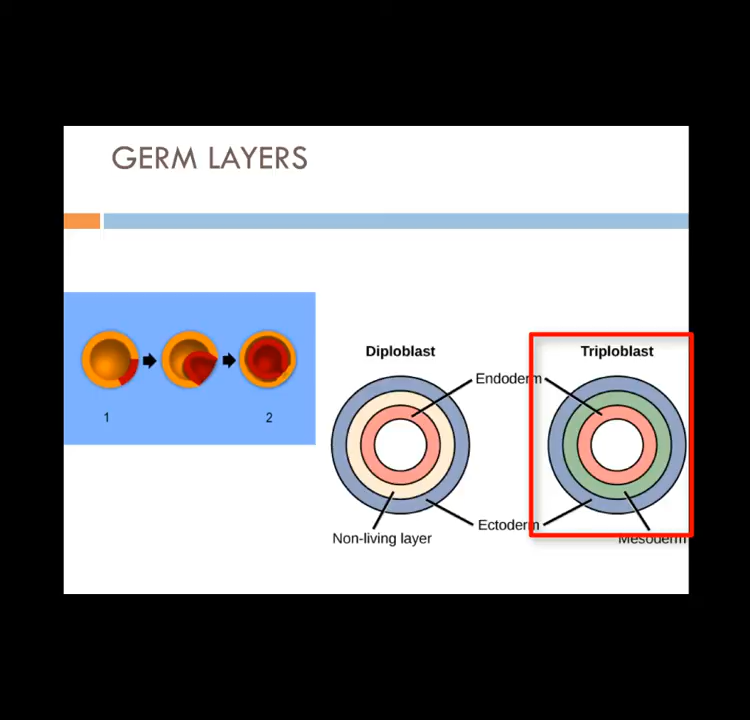 GERM LAYERS
1
2
Diploblast
Triploblast
Endoderm
Ectoderm
Non-living layer
Mesoderm